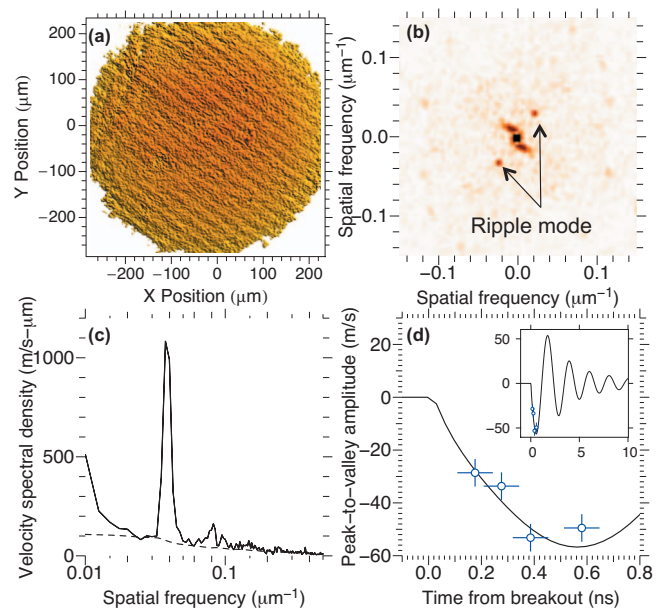 (a)
Y Position (μm)
200
100
0
−100
−200
−200 −100 0 100 200
X Position (μm)
(b)
Spatial frequency (μm⁻¹)
0.1
0.0
−0.1
Ripple mode
−0.1 0.0 0.1
Spatial frequency (μm⁻¹)
(c)
Velocity spectral density (m/s−μm)
1000
500
0
0.01 0.1
Spatial frequency (μm⁻¹)
(d)
Peak−to−valley amplitude (m/s)
20
0
−20
−40
−60
50
0
−50
0 5 10
0.0 0.2 0.4 0.6 0.8
Time from breakout (ns)